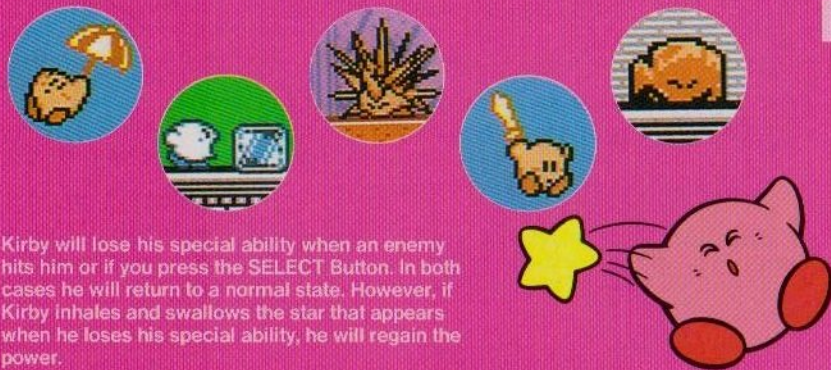 Kirby will lose his special ability when an enemy
hits him or if you press the SELECT Button. In both
cases he will return to a normal state. However, if
Kirby inhales and swallows the star that appears
when he loses his special ability, he will regain the
power.